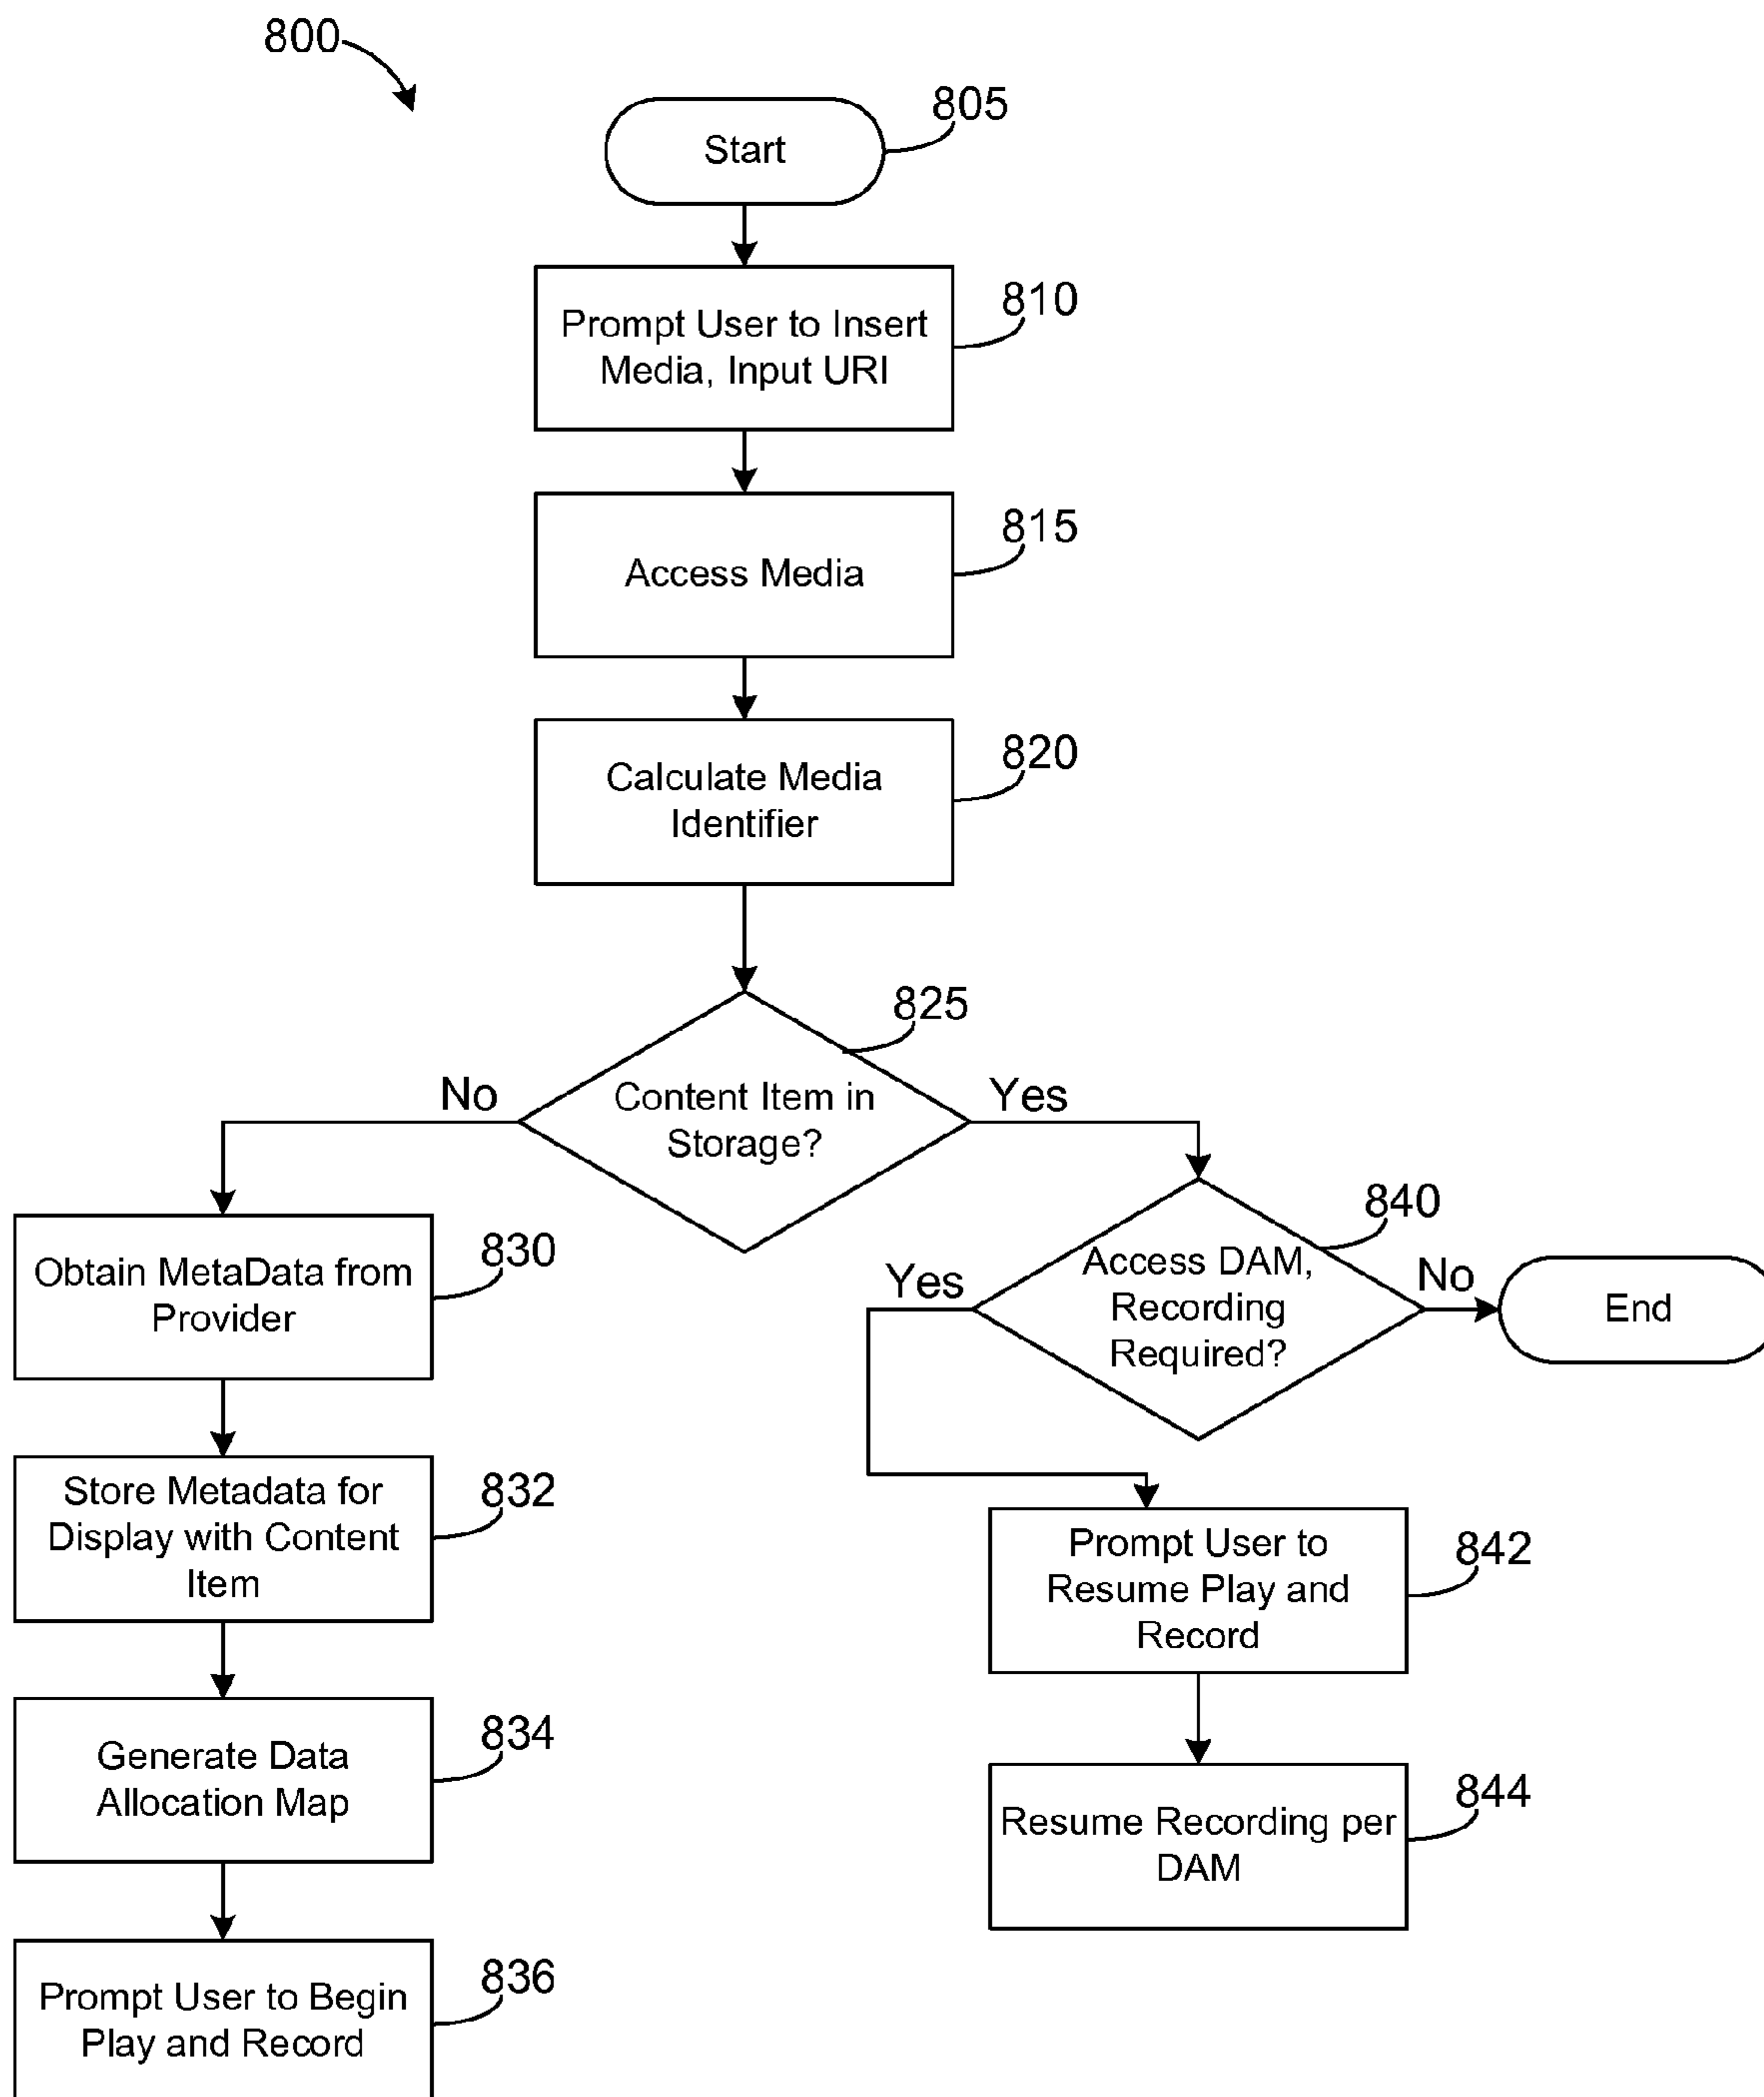 800
Start
805
Prompt User to Insert
Media, Input URI
810
Access Media
815
Calculate Media
Identifier
820
Content Item in
Storage?
825
No
Yes
Obtain MetaData from
Provider
830
Store Metadata for
Display with Content
Item
832
Generate Data
Allocation Map
834
Prompt User to Begin
Play and Record
836
Access DAM,
Recording
Required?
840
Yes
No
End
Prompt User to
Resume Play and
Record
842
Resume Recording per
DAM
844